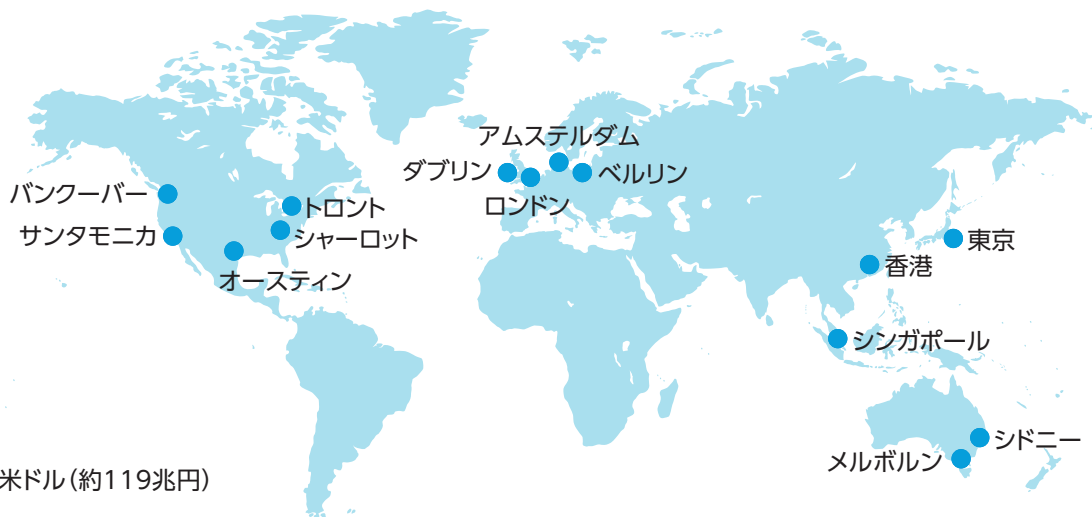 アムステルダム
ダブリン
ベルリン
ロンドン
バンクーバー
トロント
サンタモニカ
シャーロット
オースティン
東京
香港
シンガポール
シドニー
メルボルン
米ドル(約119兆円)